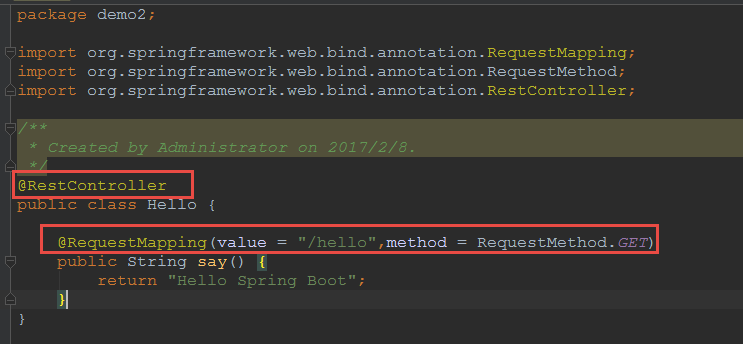 package demo2;
import org.springframework.web.bind.annotation.RequestMapping;
import org.springframework.web.bind.annotation.RequestMethod;
import org.springframework.web.bind.annotation.RestController;
/**
 * Created by Administrator on 2017/2/8.
 */
@RestController
public class Hello {
@RequestMapping(value = "/hello",method = RequestMethod.GET)
public String say() {
return "Hello Spring Boot";
}
}